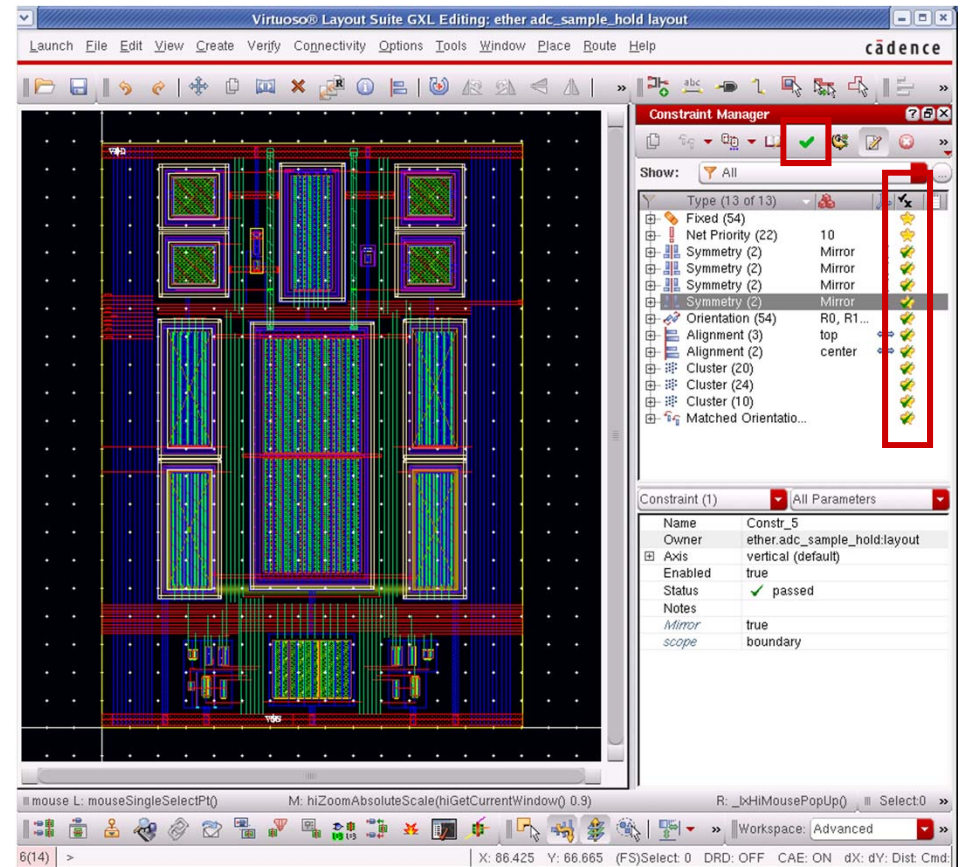 Virtuoso® Layout Suite GXL Editing: ether adc_sample_hold layout
Launch File Edit View Create Verify Connectivity Options Tools Window Place Route Help
cādence
abc
»
»
Constraint Manager
»
Show: All ...
Type (13 of 13)
Fixed (54)
Net Priority (22) 10
Symmetry (2) Mirror
Symmetry (2) Mirror
Symmetry (2) Mirror
Symmetry (2) Mirror
Orientation (54) R0, R1...
Alignment (3) top
Alignment (2) center
Cluster (20)
Cluster (24)
Cluster (10)
Matched Orientatio...
Constraint (1) All Parameters
Name Constr_5
Owner ether.adc_sample_hold:layout
Axis vertical (default)
Enabled true
Status passed
Notes
Mirror true
scope boundary
mouse L: mouseSingleSelectPt() M: hiZoomAbsoluteScale(hiGetCurrentWindow() 0.9) R: _lxHiMousePopUp() Select:0 »
» Workspace: Advanced »
6(14) > X: 86.425 Y: 66.665 (FS)Select: 0 DRD: OFF CAE: ON dX: dY: Dist: Cmd: